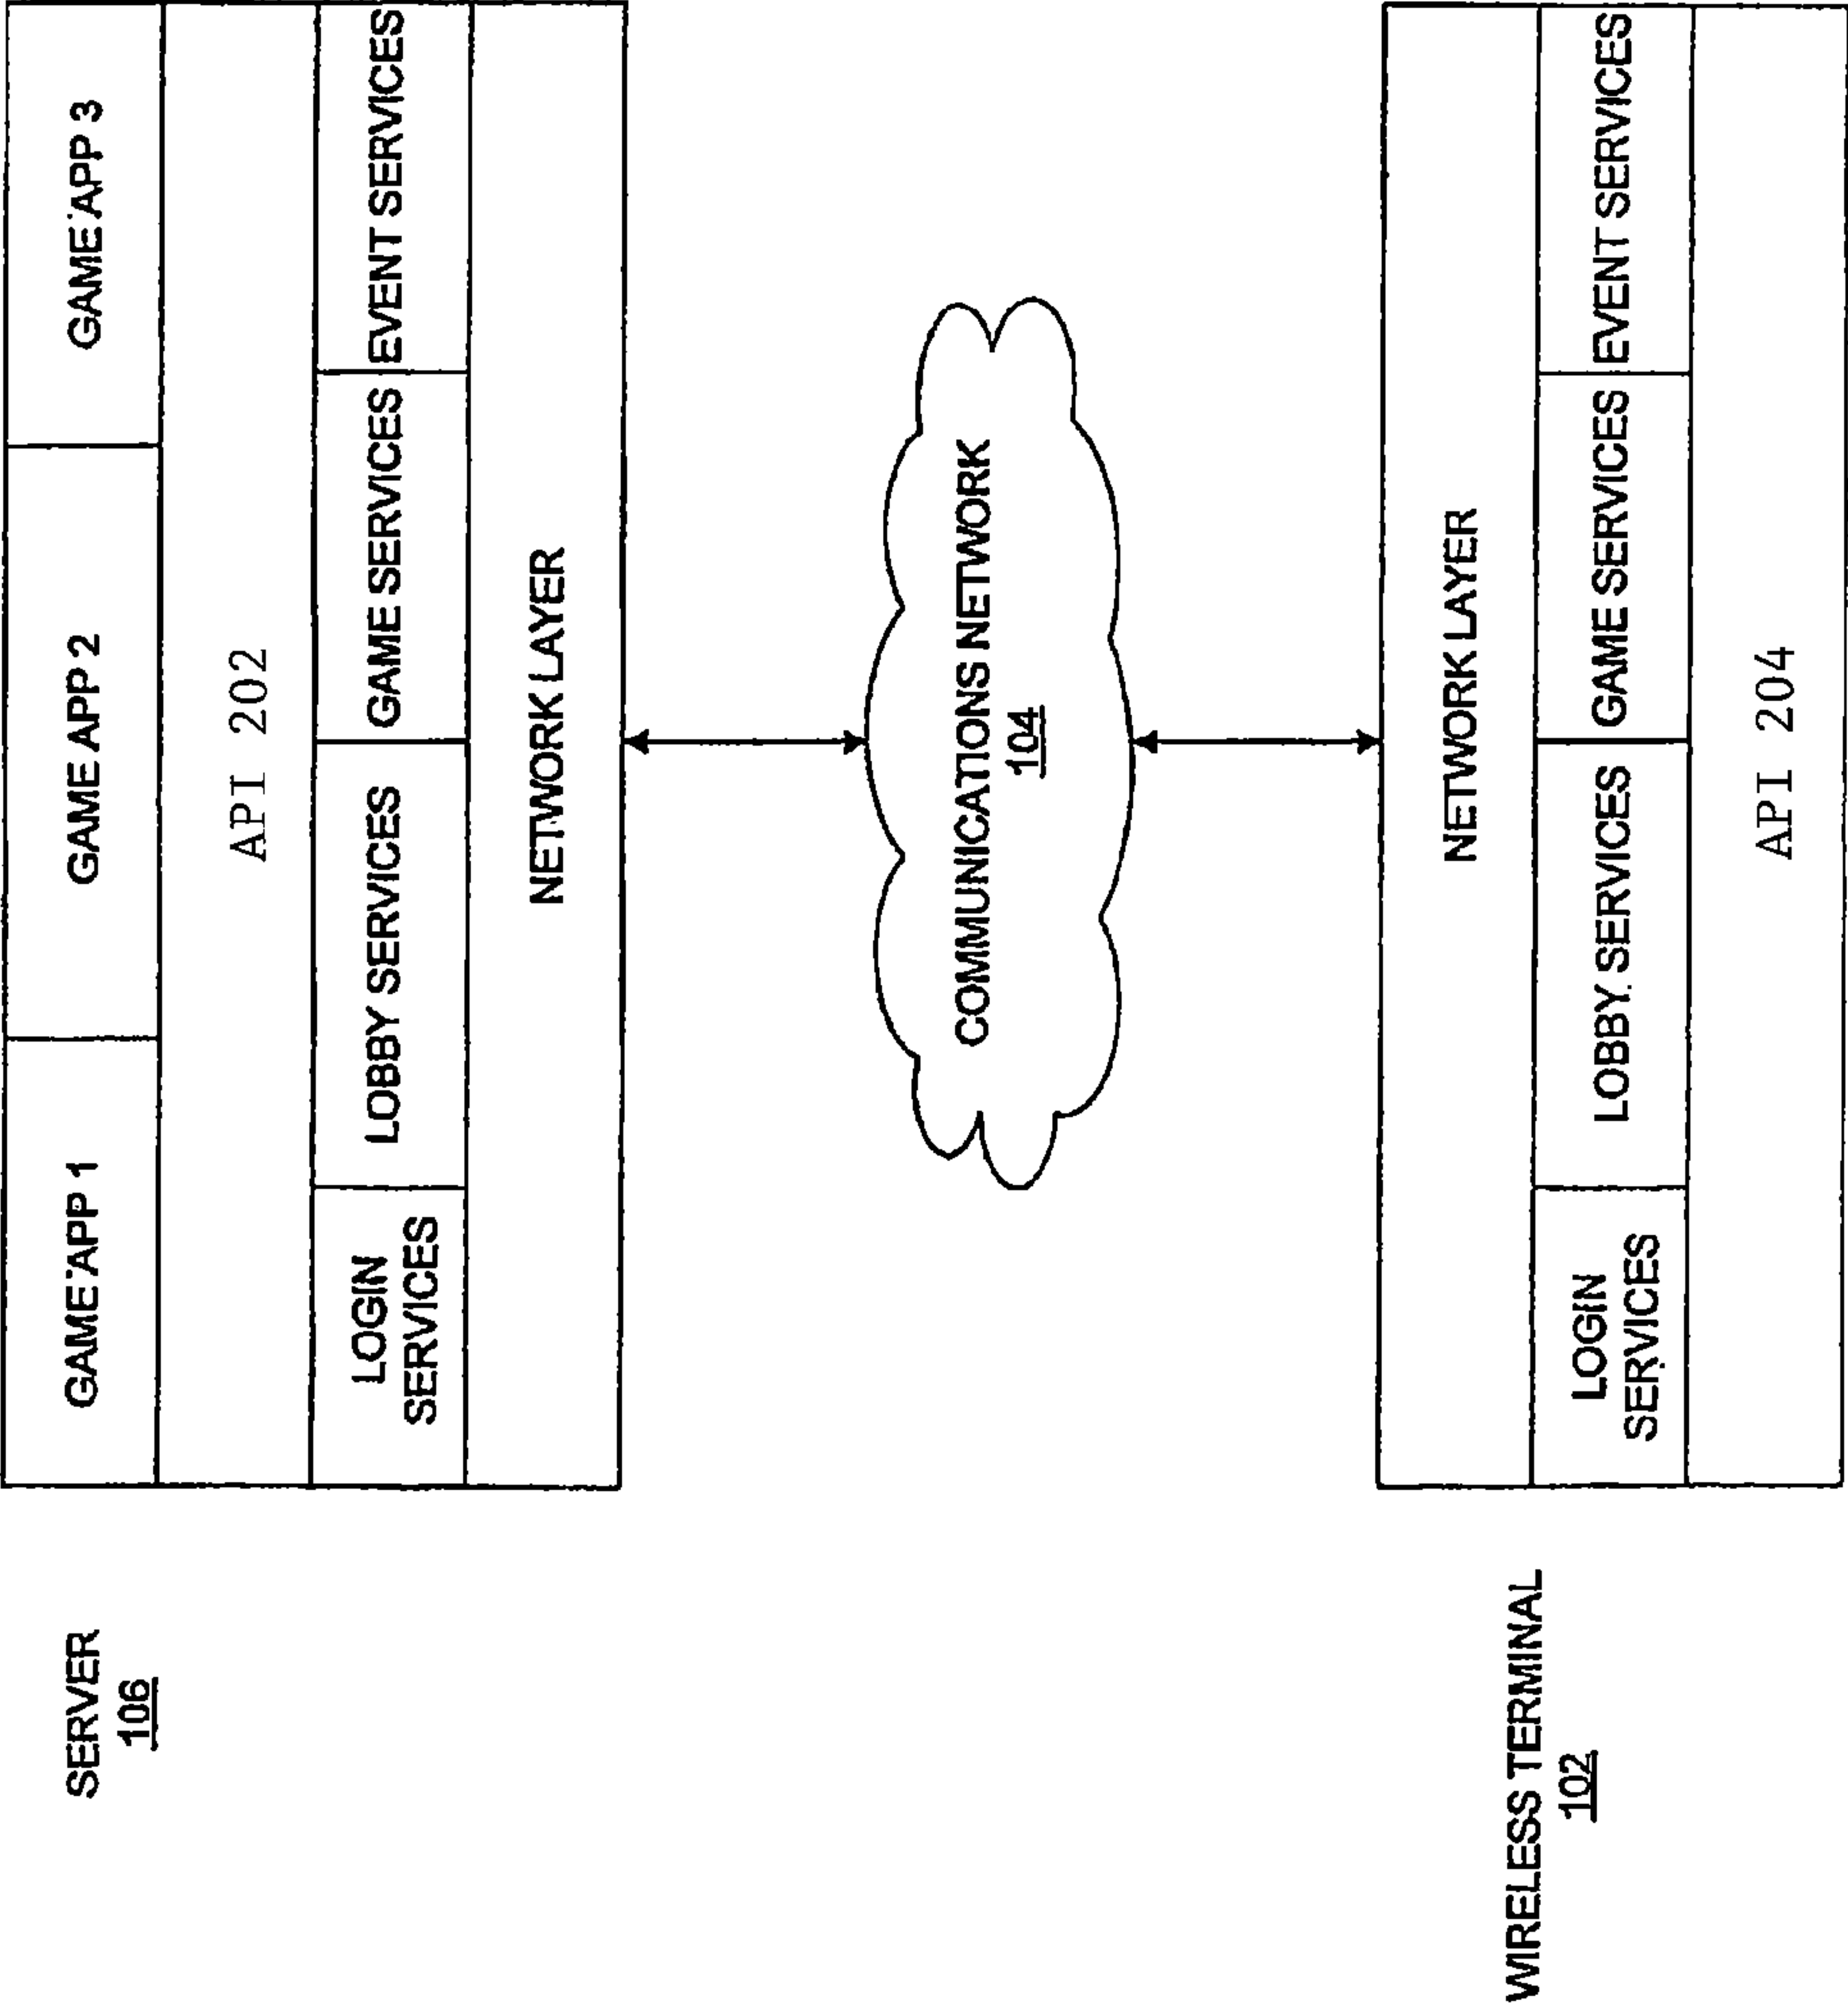 SERVER
106
GAME APP 1
GAME APP 2
GAME APP 3
API 202
LOGIN
SERVICES
LOBBY SERVICES
GAME SERVICES
EVENT SERVICES
NETWORK LAYER
COMMUNICATIONS NETWORK
104
WIRELESS TERMINAL
102
NETWORK LAYER
LOGIN
SERVICES
LOBBY SERVICES
GAME SERVICES
EVENT SERVICES
API 204